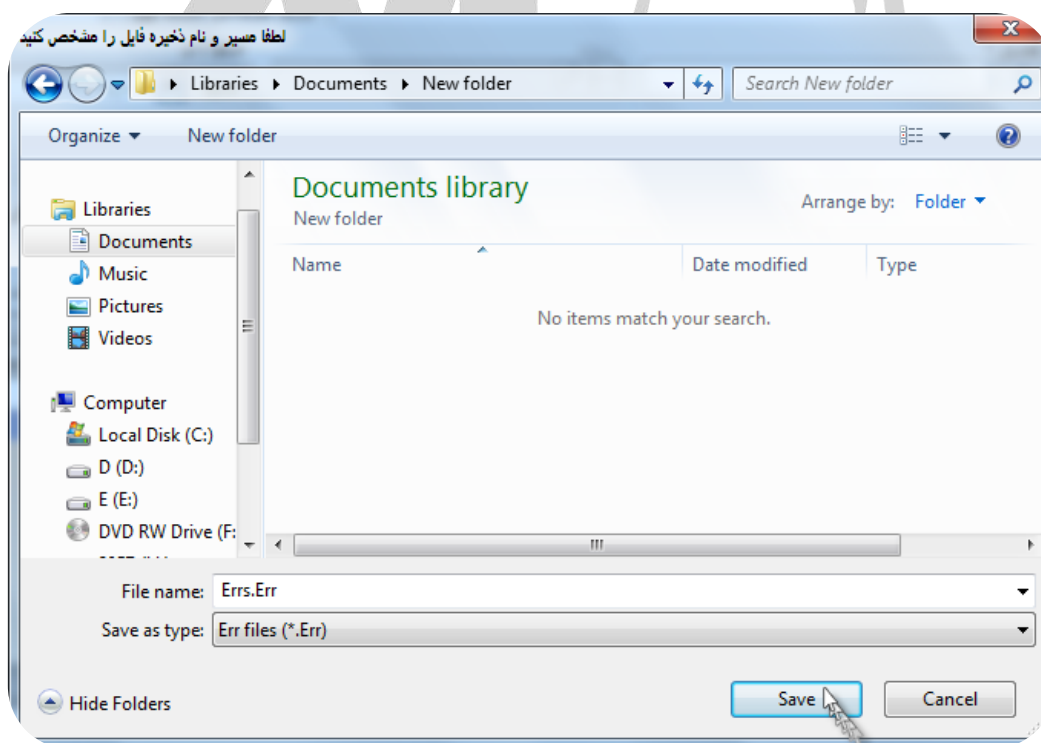 لطفا مسیر و نام ذخیره فایل را مشخص کنید
Libraries Documents New folder
Search New folder
Organize New folder
Documents library
New folder
Arrange by: Folder
Libraries
Documents
Music
Pictures
Videos
Computer
Local Disk (C:)
D (D:)
E (E:)
DVD RW Drive (F:
Name Date modified Type
No items match your search.
File name: Errs.Err
Save as type: Err files (*.Err)
Hide Folders
Save Cancel